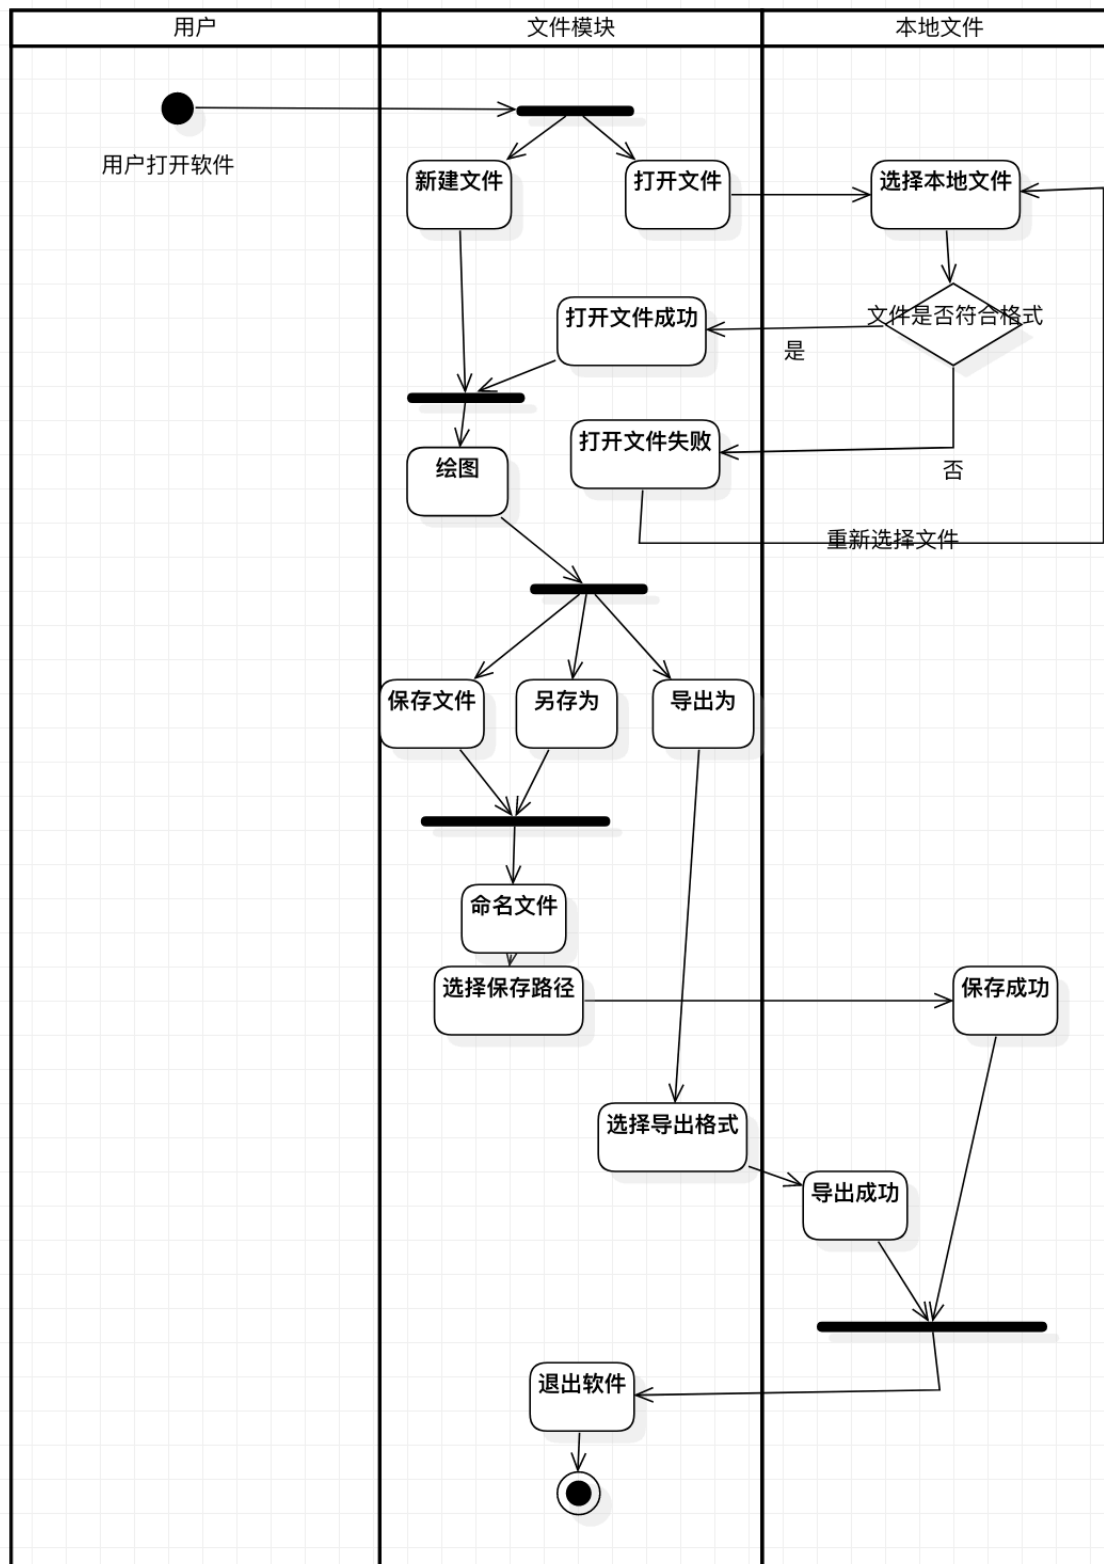 用户
文件模块
本地文件
用户打开软件
新建文件
打开文件
选择本地文件
打开文件成功
文件是否符合格式
是
打开文件失败
绘图
否
重新选择文件
保存文件
另存为
导出为
命名文件
选择保存路径
保存成功
选择导出格式
导出成功
退出软件